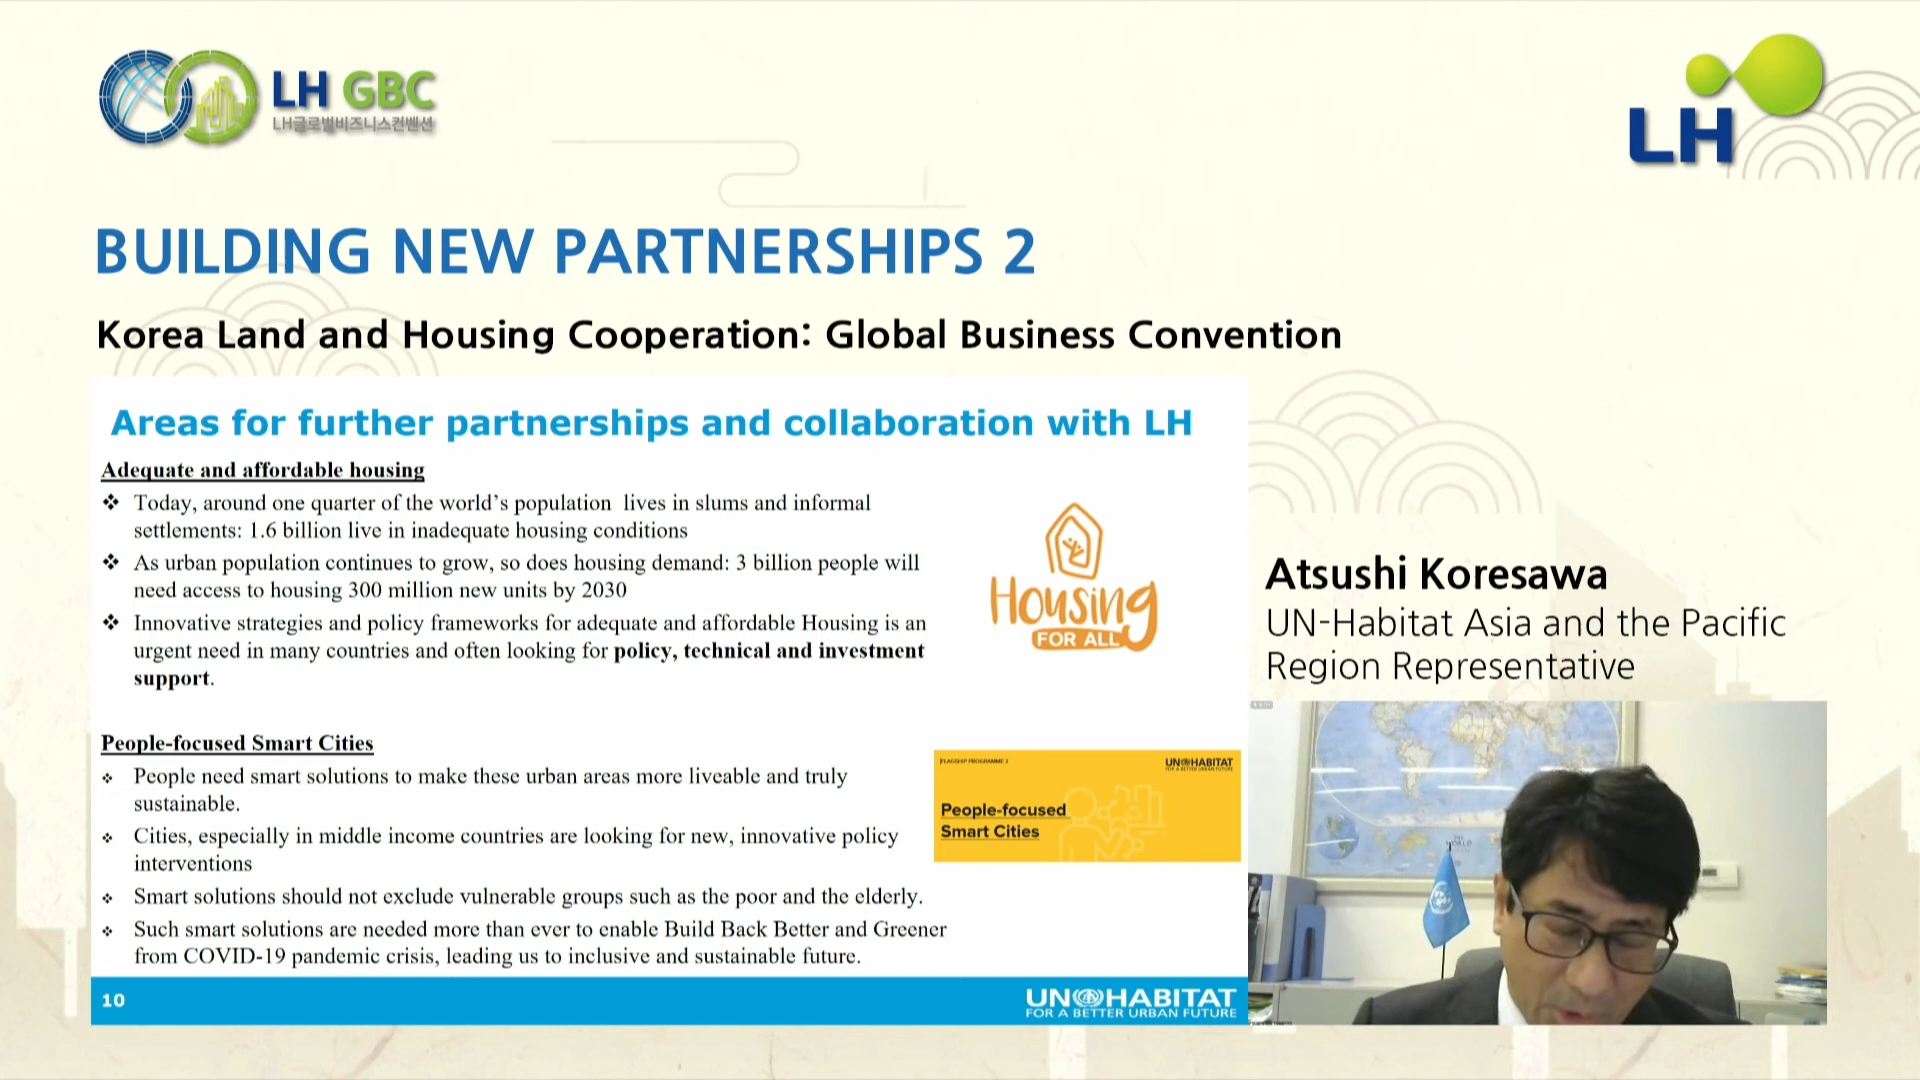 LH GBC
LH글로벌비즈니스컨벤션
LH
BUILDING NEW PARTNERSHIPS 2
Korea Land and Housing Cooperation: Global Business Convention
Areas for further partnerships and collaboration with LH
Adequate and affordable housing
❖ Today, around one quarter of the world's population lives in slums and informal
settlements: 1.6 billion live in inadequate housing conditions
❖ As urban population continues to grow, so does housing demand: 3 billion people will
need access to housing 300 million new units by 2030
❖ Innovative strategies and policy frameworks for adequate and affordable Housing is an
urgent need in many countries and often looking for policy, technical and investment
support.
Housing
FOR ALL
People-focused Smart Cities
❖ People need smart solutions to make these urban areas more liveable and truly
sustainable.
❖ Cities, especially in middle income countries are looking for new, innovative policy
interventions
❖ Smart solutions should not exclude vulnerable groups such as the poor and the elderly.
❖ Such smart solutions are needed more than ever to enable Build Back Better and Greener
from COVID-19 pandemic crisis, leading us to inclusive and sustainable future.
FLAGSHIP PROGRAMME 2
UN HABITAT
FOR A BETTER URBAN FUTURE
People-focused
Smart Cities
10
UN HABITAT
FOR A BETTER URBAN FUTURE
Atsushi Koresawa
UN-Habitat Asia and the Pacific
Region Representative
THE
WORLD